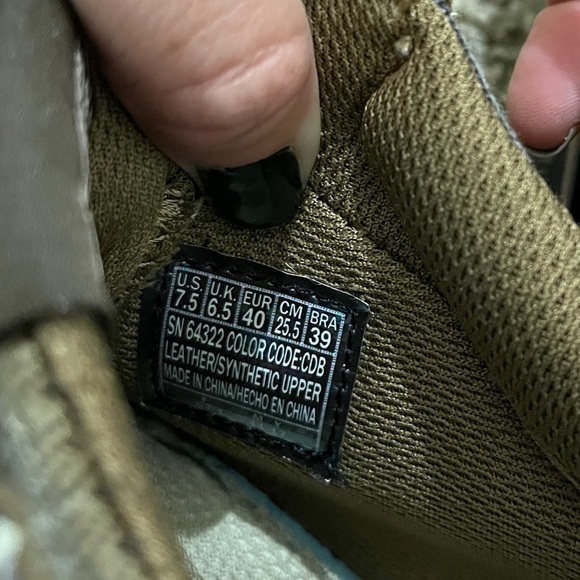 U.S. U.K. EUR CM BRA
7.5 6.5 40 25.5 39
SN 64322 COLOR CODE:CDB
LEATHER/SYNTHETIC UPPER
MADE IN CHINA/HECHO EN CHINA